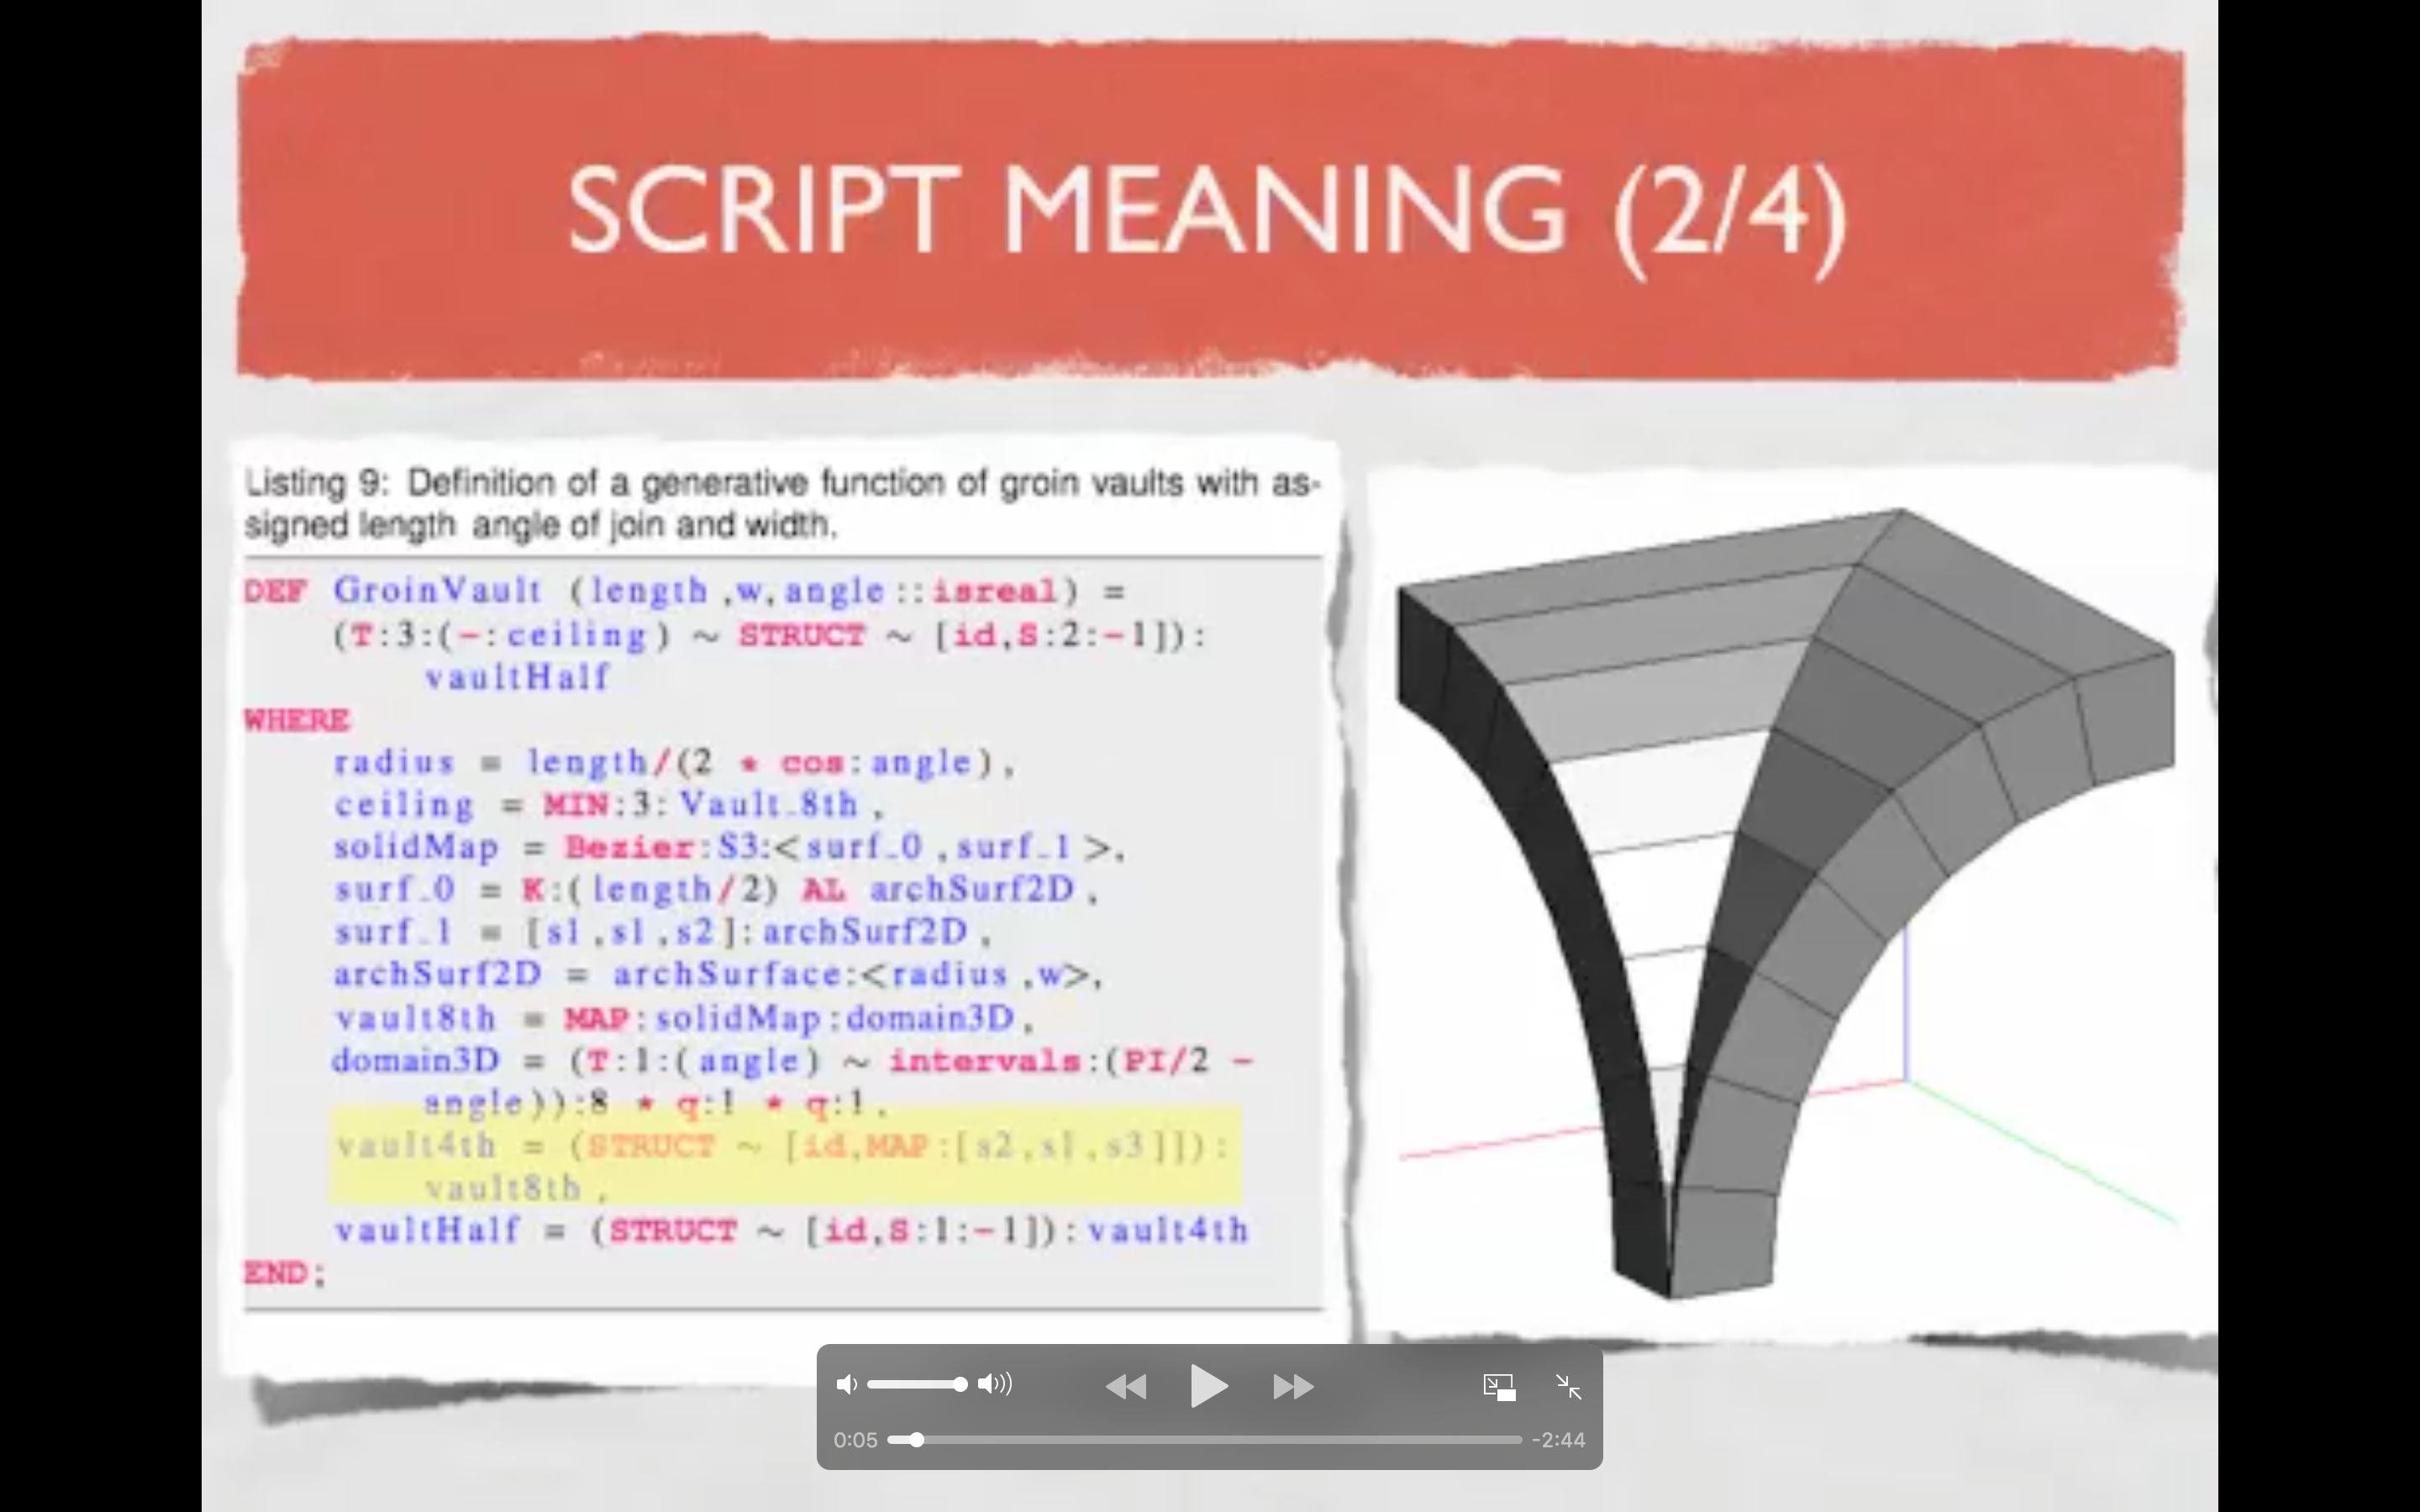 SCRIPT MEANING (2/4)
Listing 9: Definition of a generative function of groin vaults with as-
signed length angle of join and width.
DEF GroinVault (length ,w, angle :: isreal) =
(T:3:(-: ceiling) ~ STRUCT ~ [id,S:2:-1]):
vaultHalf
WHERE
radius = length/(2 * cos: angle),
ceiling = MIN:3: Vault_8th ,
solidMap = Bezier:S3:<surf_0 ,surf_1 >,
surf_0 = K:(length/2) AL archSurf2D ,
surf_1 = [s1,s1,s2]: archSurf2D ,
archSurf2D = archSurface:<radius ,w>,
vault8th = MAP: solidMap:domain3D,
domain3D = (T:1:(angle) ~ intervals:(PI/2 -
angle)):8 * q:1 * q:1,
vault4th = (STRUCT ~ [id,MAP:[s2,s1,s3]]):
vault8th ,
vaultHalf = (STRUCT ~ [id,S:1:-1]): vault4th
END;
0:05
-2:44